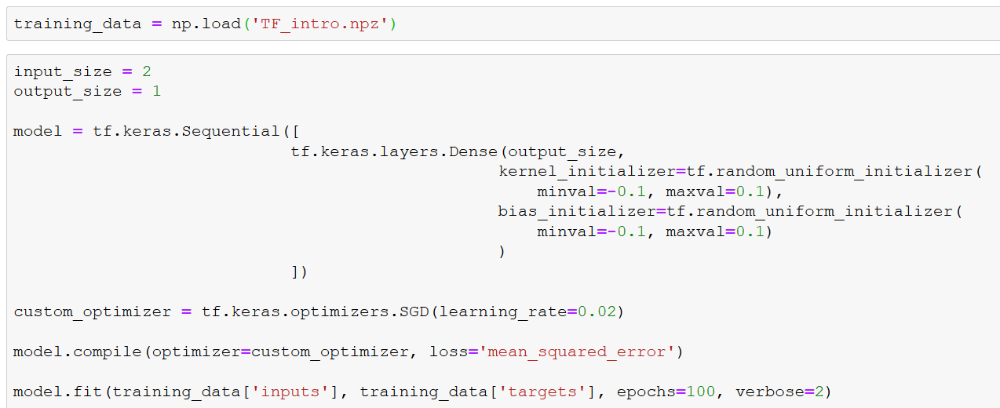 training_data = np.load('TF_intro.npz')
input_size = 2
output_size = 1
model = tf.keras.Sequential([
tf.keras.layers.Dense(output_size,
kernel_initializer=tf.random_uniform_initializer(
minval=-0.1, maxval=0.1),
bias_initializer=tf.random_uniform_initializer(
minval=-0.1, maxval=0.1)
)
])
custom_optimizer = tf.keras.optimizers.SGD(learning_rate=0.02)
model.compile(optimizer=custom_optimizer, loss='mean_squared_error')
model.fit(training_data['inputs'], training_data['targets'], epochs=100, verbose=2)